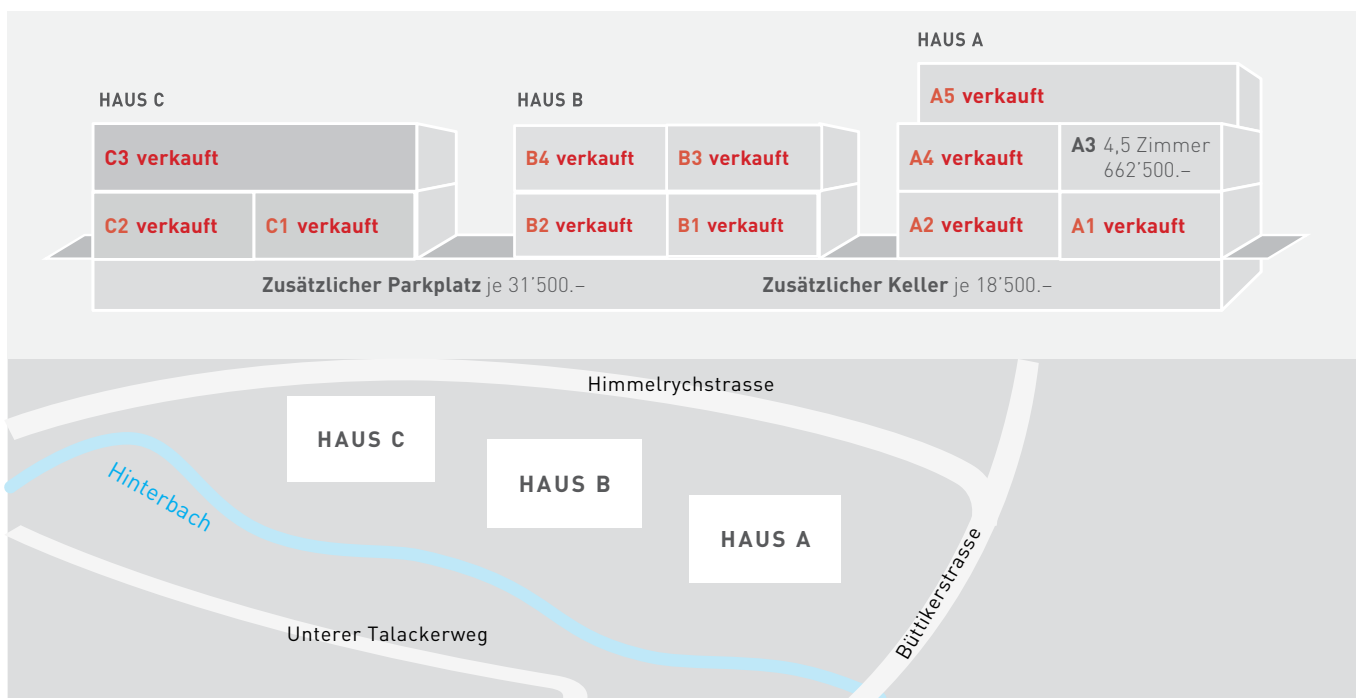 HAUS A
HAUS C
HAUS B
A5 verkauft
C3 verkauft
B4 verkauft
B3 verkauft
A4 verkauft
A3 4,5 Zimmer
662’500.–
C2 verkauft
C1 verkauft
B2 verkauft
B1 verkauft
A2 verkauft
A1 verkauft
Zusätzlicher Parkplatz je 31’500.–
Zusätzlicher Keller je 18’500.–
Himmelrychstrasse
HAUS C
HAUS B
Hinterbach
HAUS A
Büttikerstrasse
Unterer Talackerweg